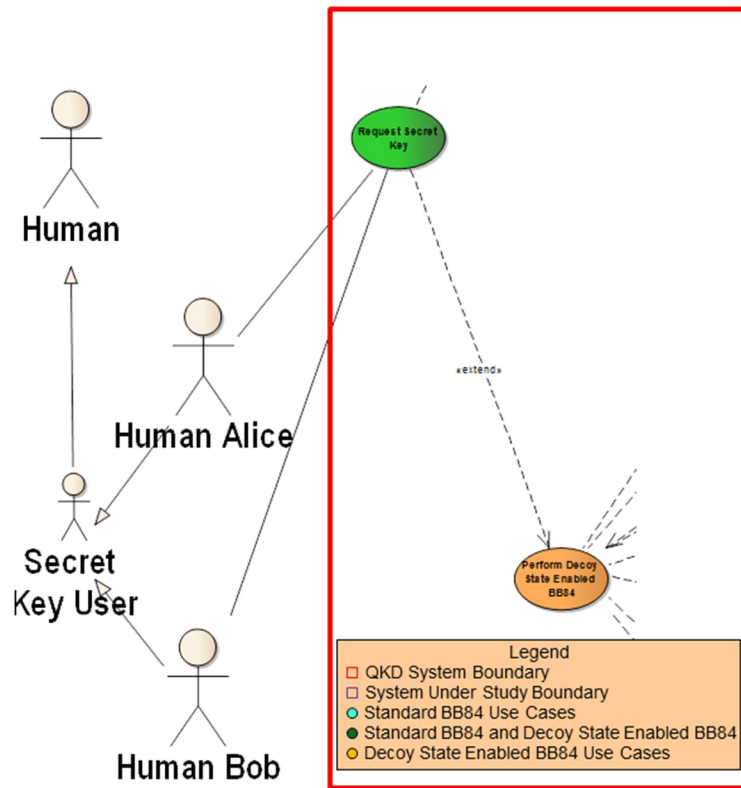 Request Secret
Key
Human
Human Alice
«extend»
Secret
Key User
Perform Decoy
State Enabled
BB84
Human Bob
Legend
QKD System Boundary
System Under Study Boundary
Standard BB84 Use Cases
Standard BB84 and Decoy State Enabled BB84
Decoy State Enabled BB84 Use Cases